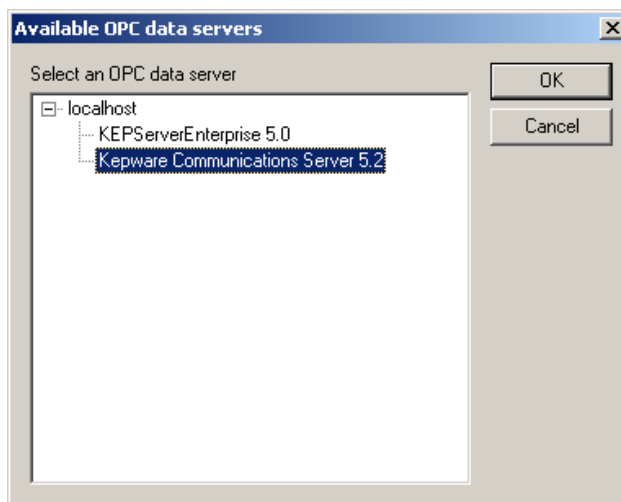 Available OPC data servers
Select an OPC data server
OK
localhost
Cancel
KEPServerEnterprise 5.0
Kepware Communications Server 5.2